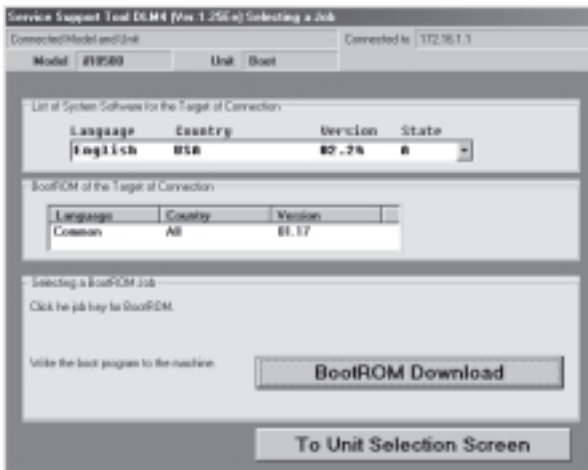 Service Support Tool DLM4 (Ver. 1.25Ee) Selecting a Job
Connected Model and Unit
Connected to 172.16.1.1
Model iR10500 Unit Boot
List of System Software for the Target of Connection
Language Country Version State
English USA 02.24 A
BootROM of the Target of Connection
Language Country Version
Common All 01.17
Selecting a BootROM Job
Click he job key for BootROM.
Write the boot program to the machine.
BootROM Download
To Unit Selection Screen